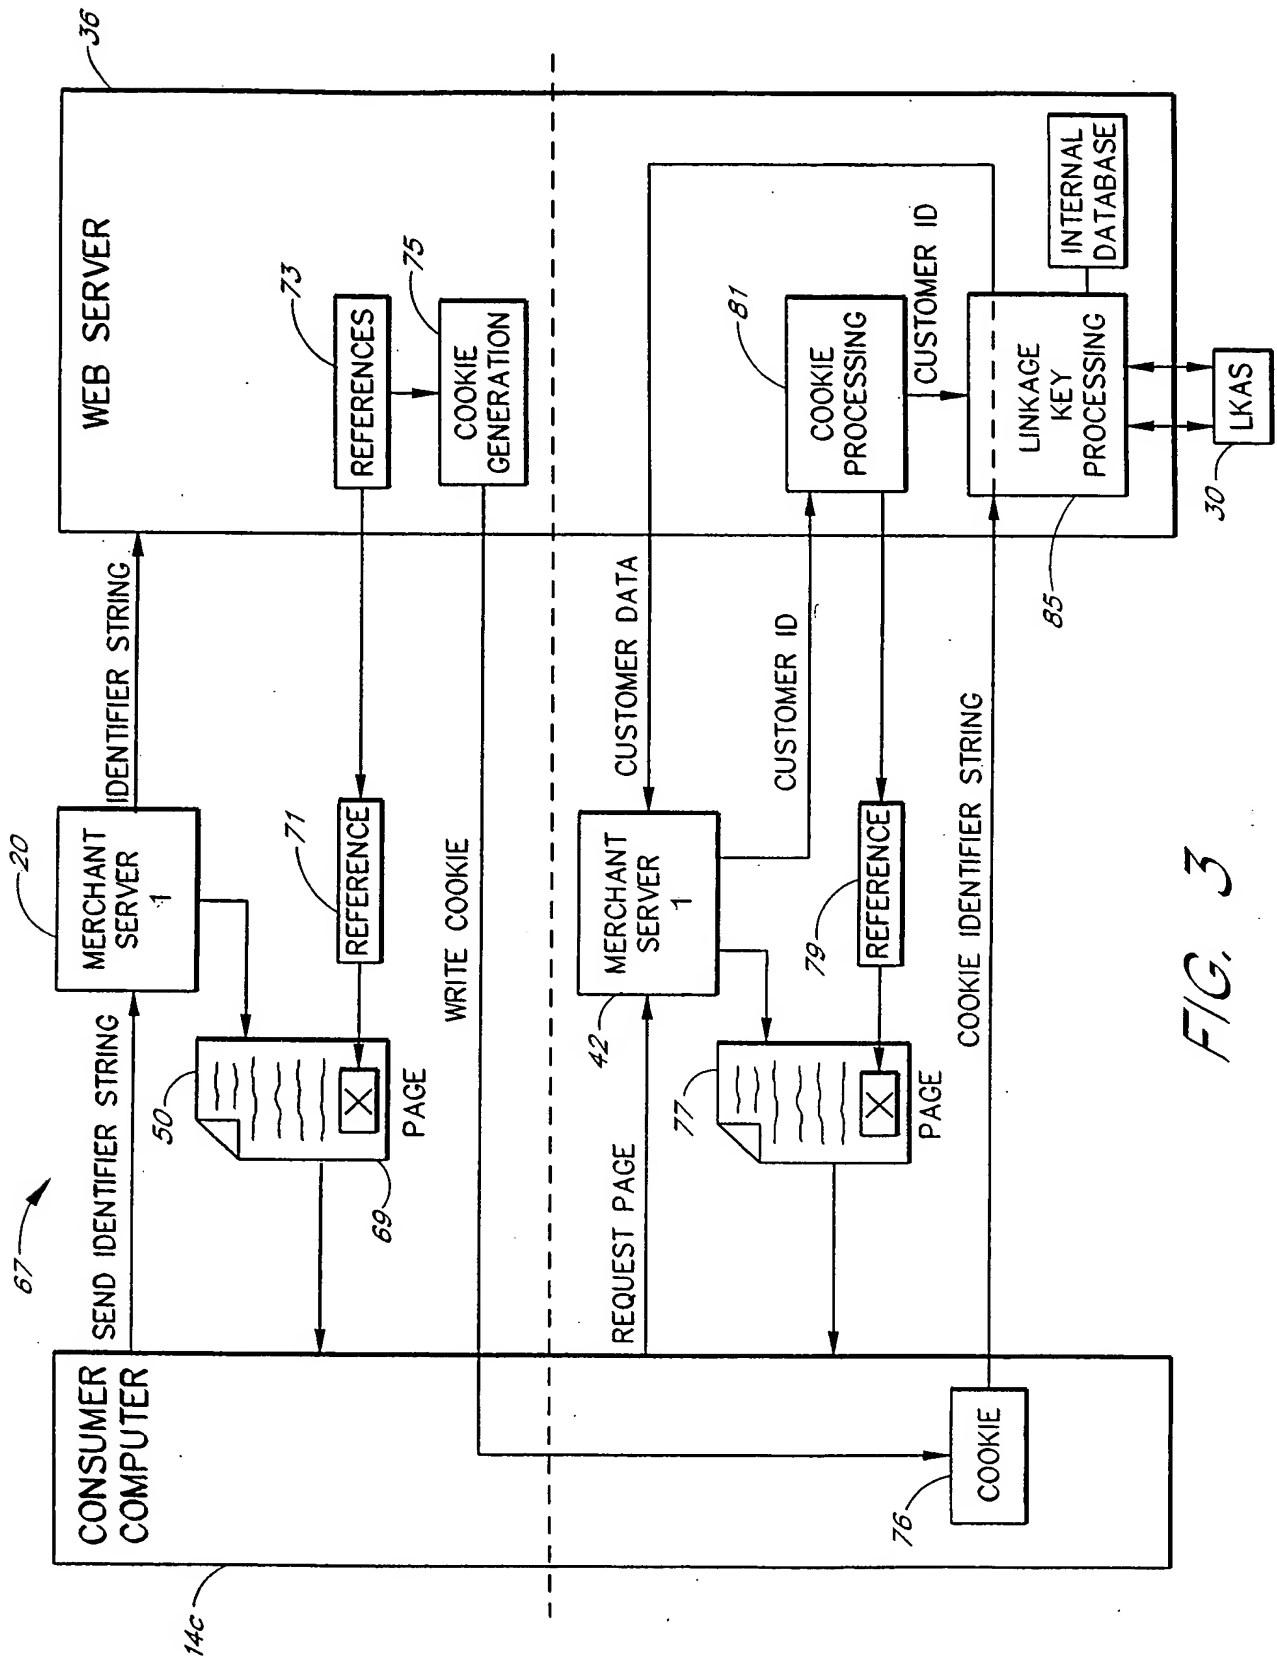 67
14c
CONSUMER
COMPUTER
SEND IDENTIFIER STRING
20
MERCHANT
SERVER
1
IDENTIFIER STRING
36
WEB SERVER
50
69
PAGE
71
REFERENCE
73
REFERENCES
75
COOKIE
GENERATION
WRITE COOKIE
REQUEST PAGE
42
MERCHANT
SERVER
1
CUSTOMER DATA
CUSTOMER ID
77
PAGE
79
REFERENCE
81
COOKIE
PROCESSING
CUSTOMER ID
76
COOKIE
COOKIE IDENTIFIER STRING
85
LINKAGE
KEY
PROCESSING
INTERNAL
DATABASE
30
LKAS
FIG. 3